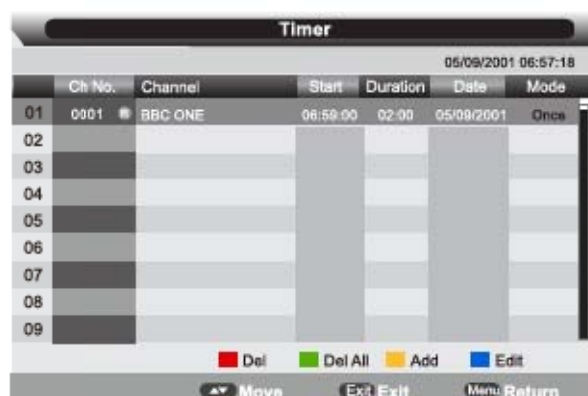 Timer
05/09/2001 06:57:18
Ch No. Channel Start Duration Date Mode
01 0001 BBC ONE 06:59:00 02:00 05/09/2001 Once
02
03
04
05
06
07
08
09
Del Del All Add Edit
Move Exit Exit Menu Return